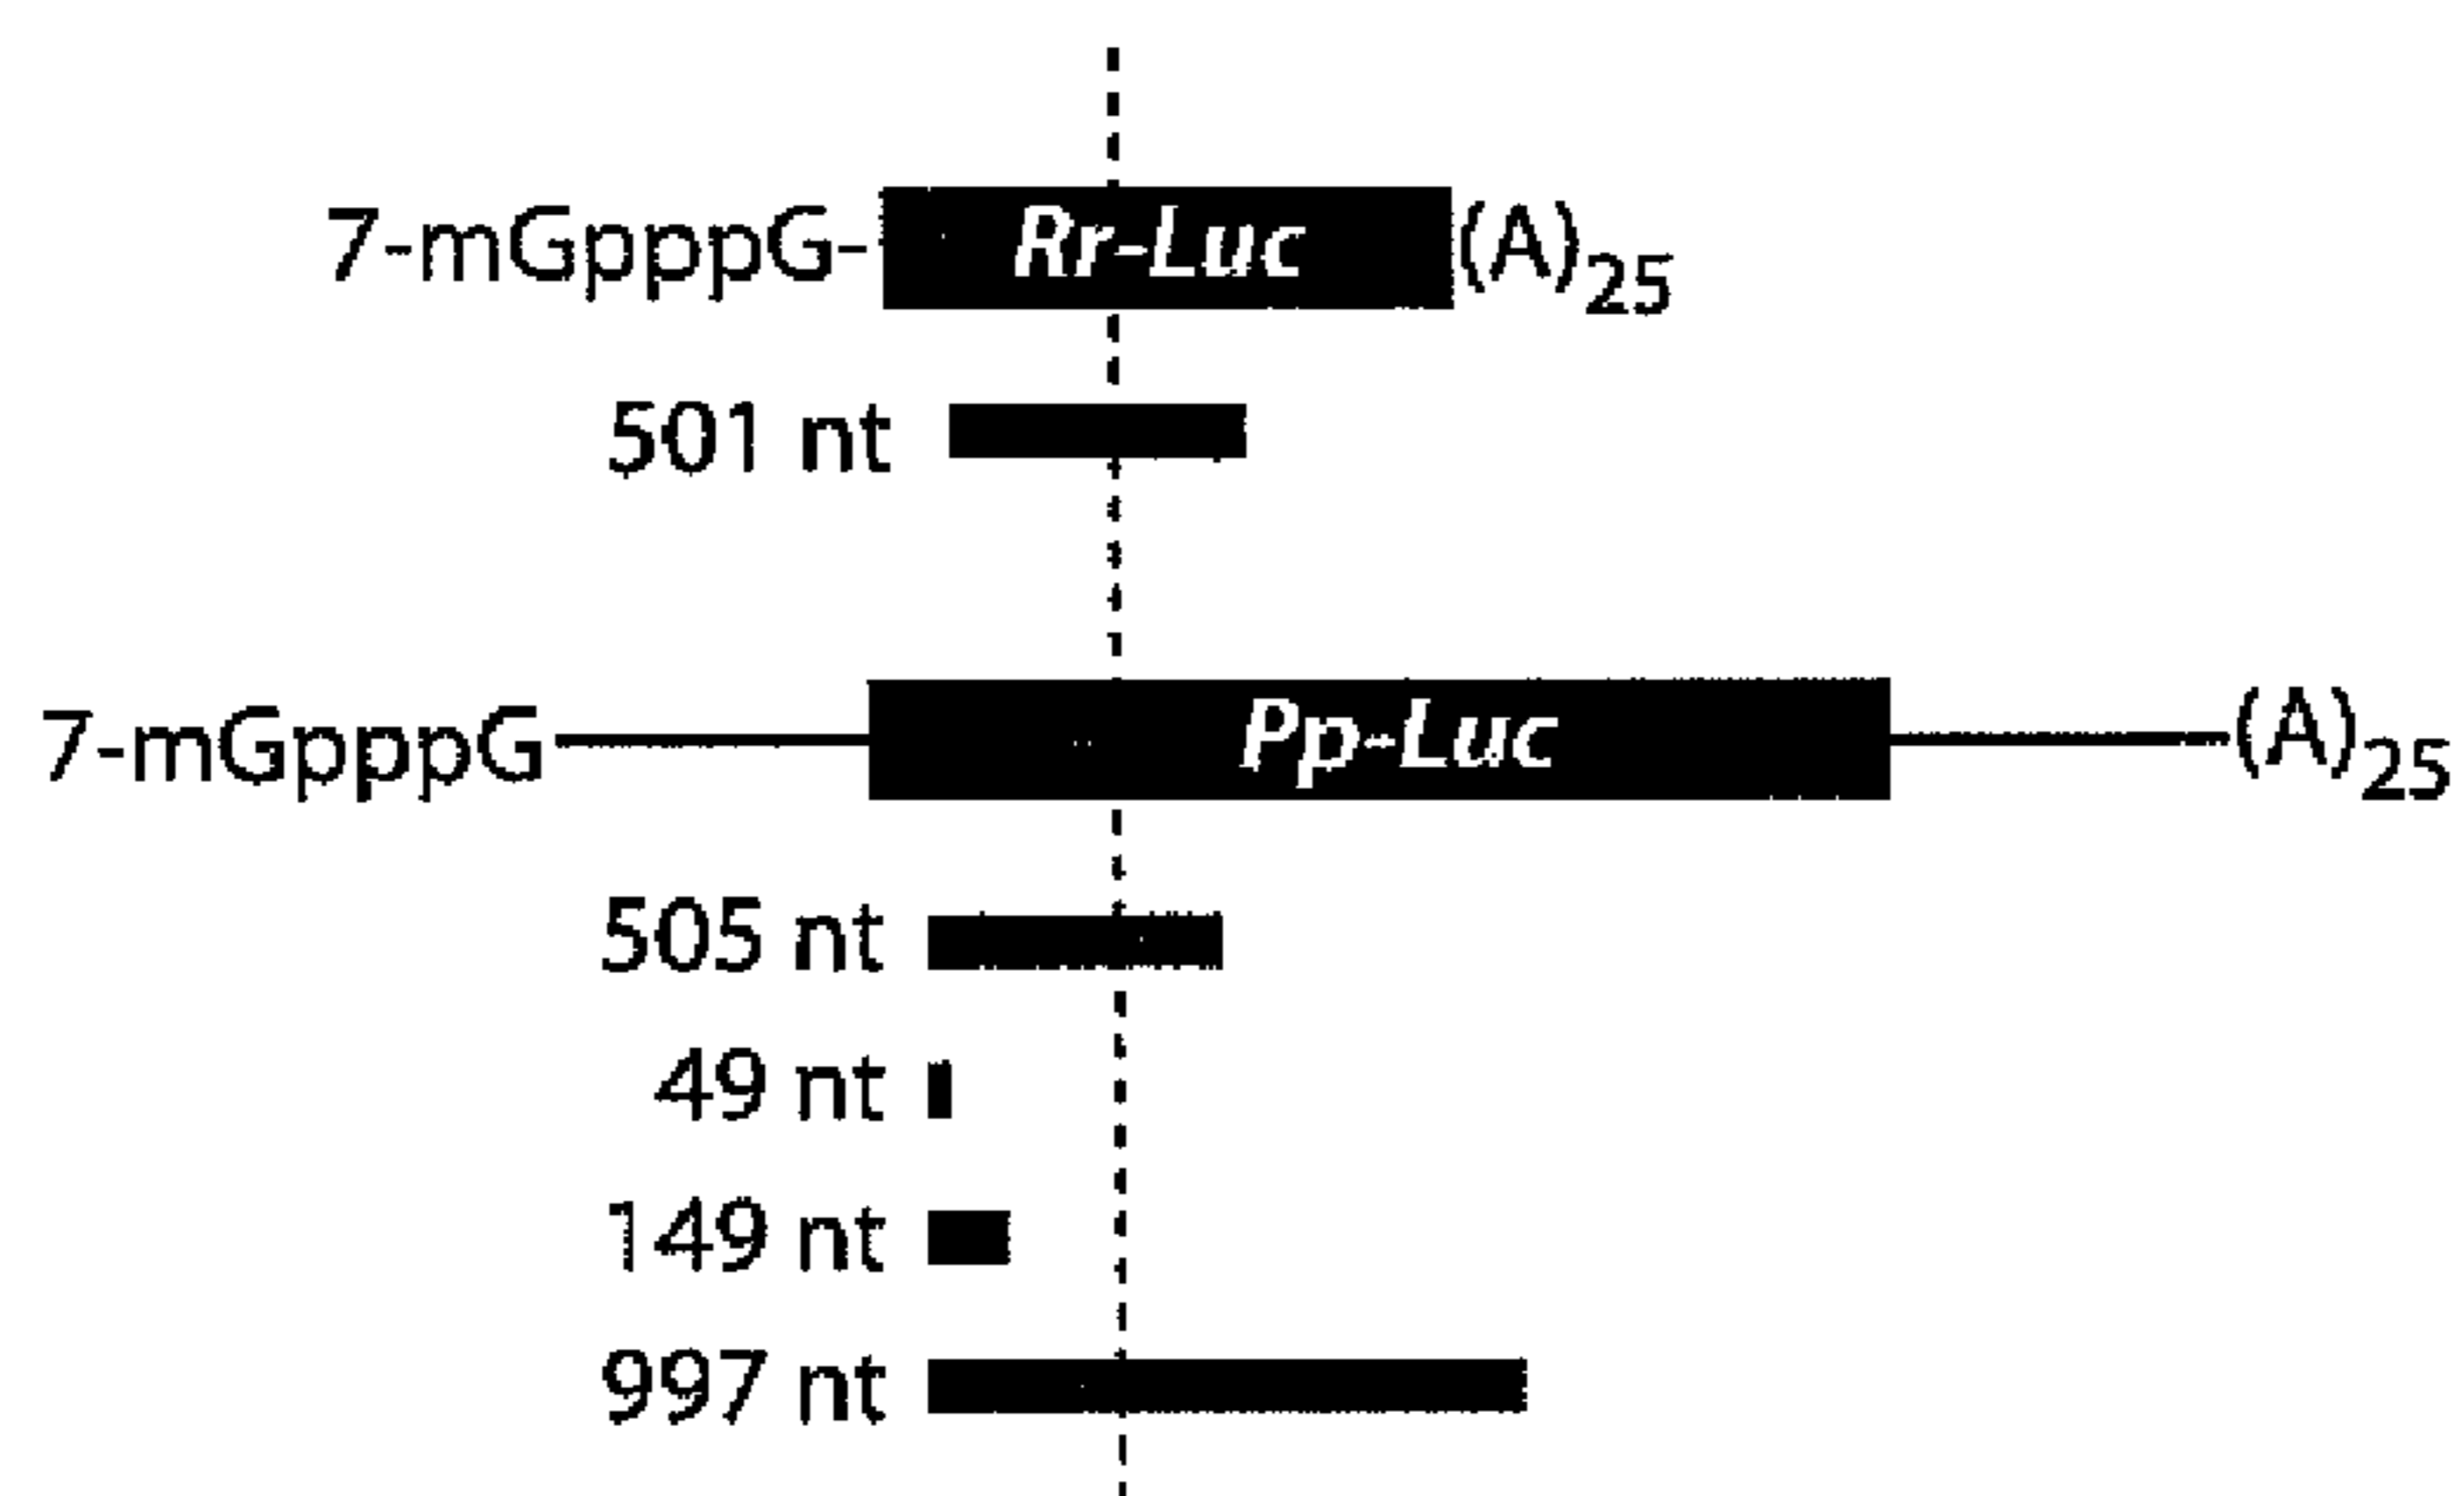 7-mGpppG- Rr-Luc (A)25
501 nt
7-mGpppG Pp-Luc (A)25
505 nt
49 nt
149 nt
997 nt